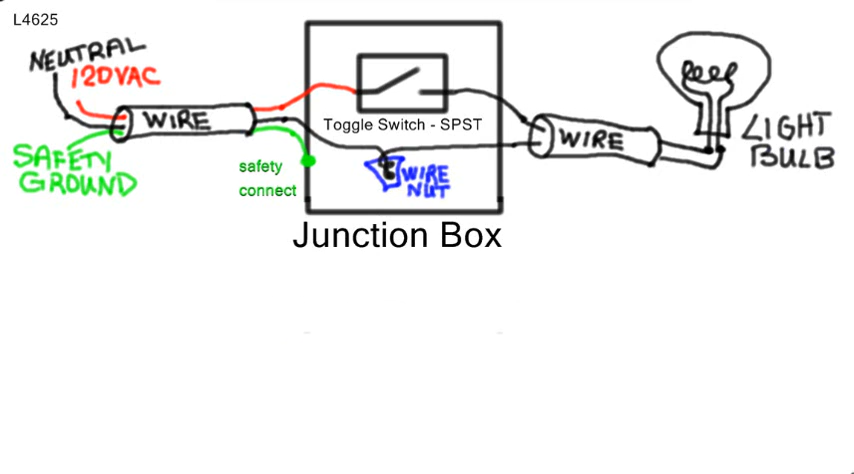 L4625
NEUTRAL
120VAC
WIRE
SAFETY
GROUND
safety
connect
Toggle Switch - SPST
WIRE
NUT
WIRE
LIGHT
BULB
Junction Box